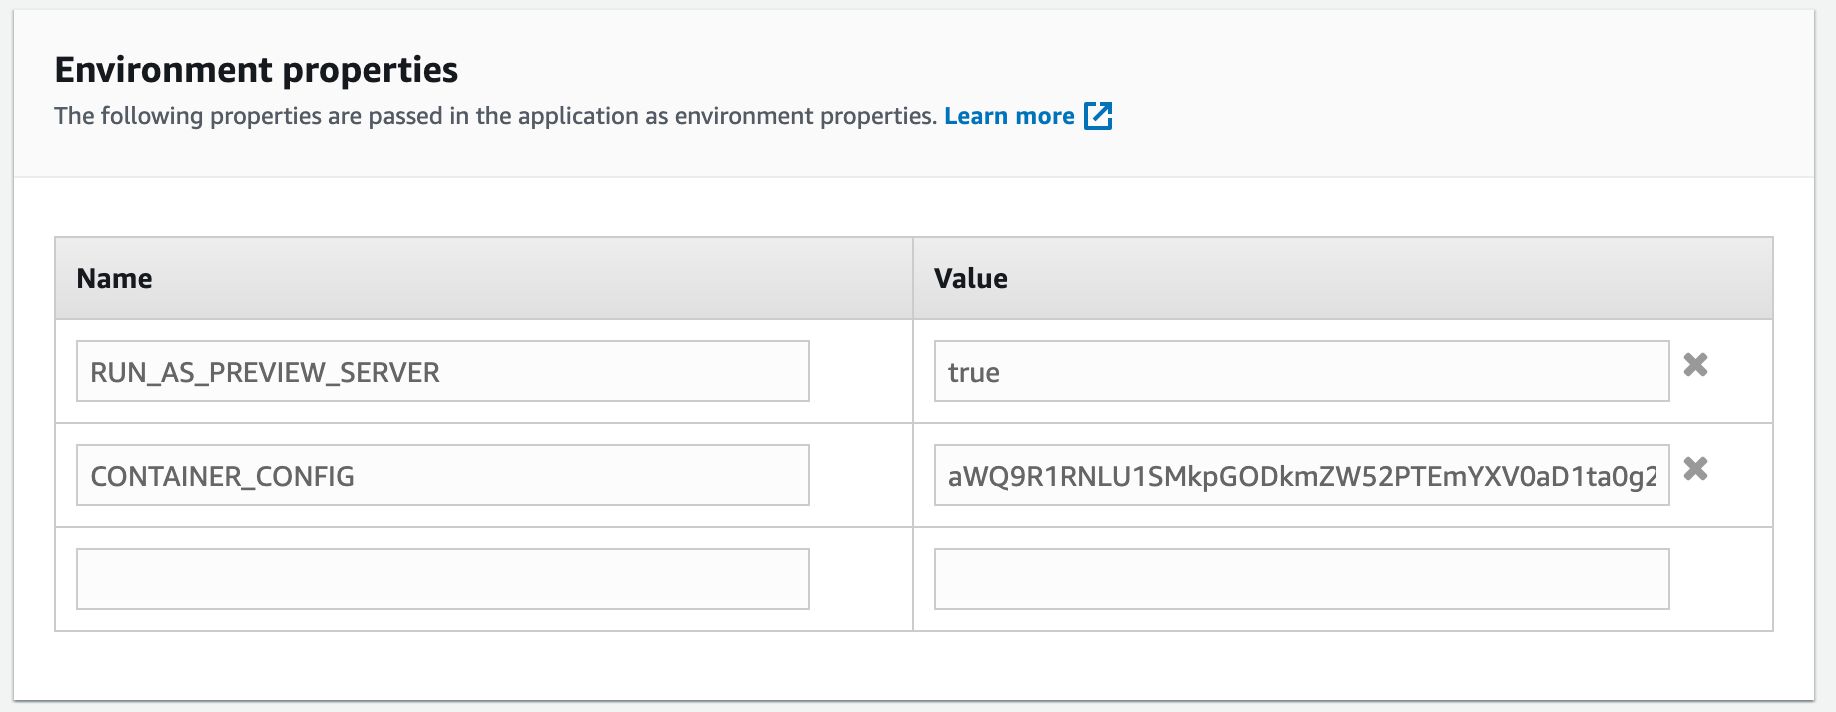 Environment properties
The following properties are passed in the application as environment properties. Learn more
Name Value
RUN_AS_PREVIEW_SERVER true
CONTAINER_CONFIG aWQ9R1RNLU1SMkpGODkmZW52PTEmYXV0aD1ta0g2